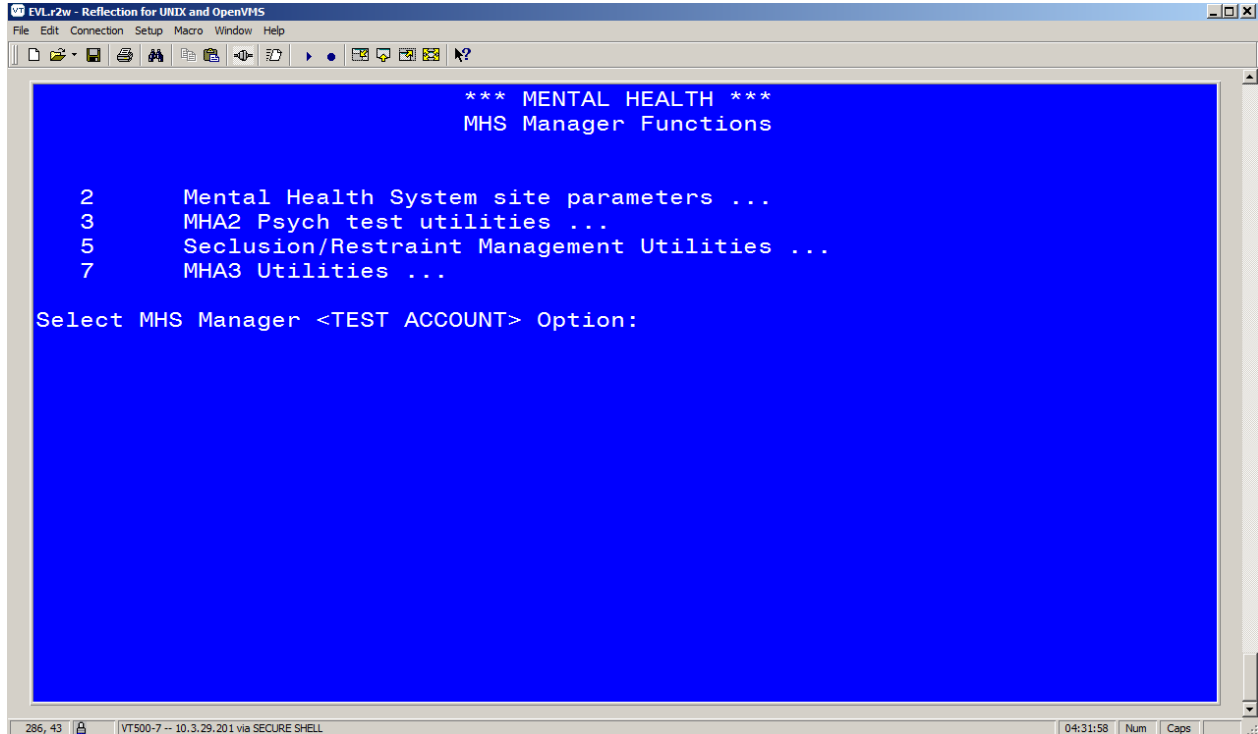 EVL.r2w - Reflection for UNIX and OpenVMS
File Edit Connection Setup Macro Window Help
*** MENTAL HEALTH ***
MHS Manager Functions
2 Mental Health System site parameters ...
3 MHA2 Psych test utilities ...
5 Seclusion/Restraint Management Utilities ...
7 MHA3 Utilities ...
Select MHS Manager <TEST ACCOUNT> Option:
286, 43 VT500-7 -- 10.3.29.201 via SECURE SHELL 04:31:58 Num Caps